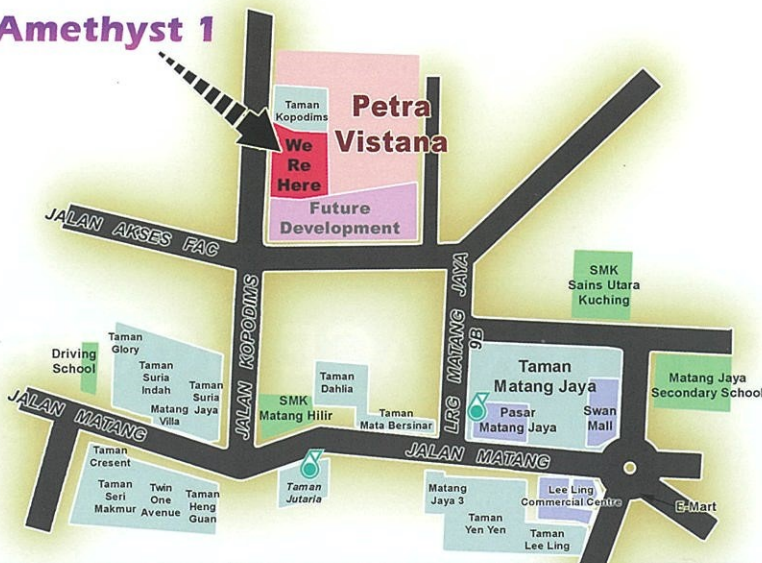 Amethyst 1
Taman
Kopodims
Petra
Vistana
We
Re
Here
Future
Development
JALAN AKSES FAC
JALAN KOPODIMS
LRG MATANG JAYA
9B
SMK
Sains Utara
Kuching
Driving
School
Taman
Glory
Taman
Suria
Indah
Taman
Suria
Jaya
Matang
Villa
SMK
Matang Hilir
Taman
Dahlia
Taman
Mata Bersinar
Taman
Matang Jaya
Pasar
Matang Jaya
Swan
Mall
Matang Jaya
Secondary School
JALAN MATANG
JALAN MATANG
Taman
Cresent
Taman
Seri
Makmur
Twin
One
Avenue
Taman
Heng
Guan
Taman
Jutaria
Matang
Jaya 3
Taman
Yen Yen
Taman
Lee Ling
Lee Ling
Commercial Centre
E-Mart